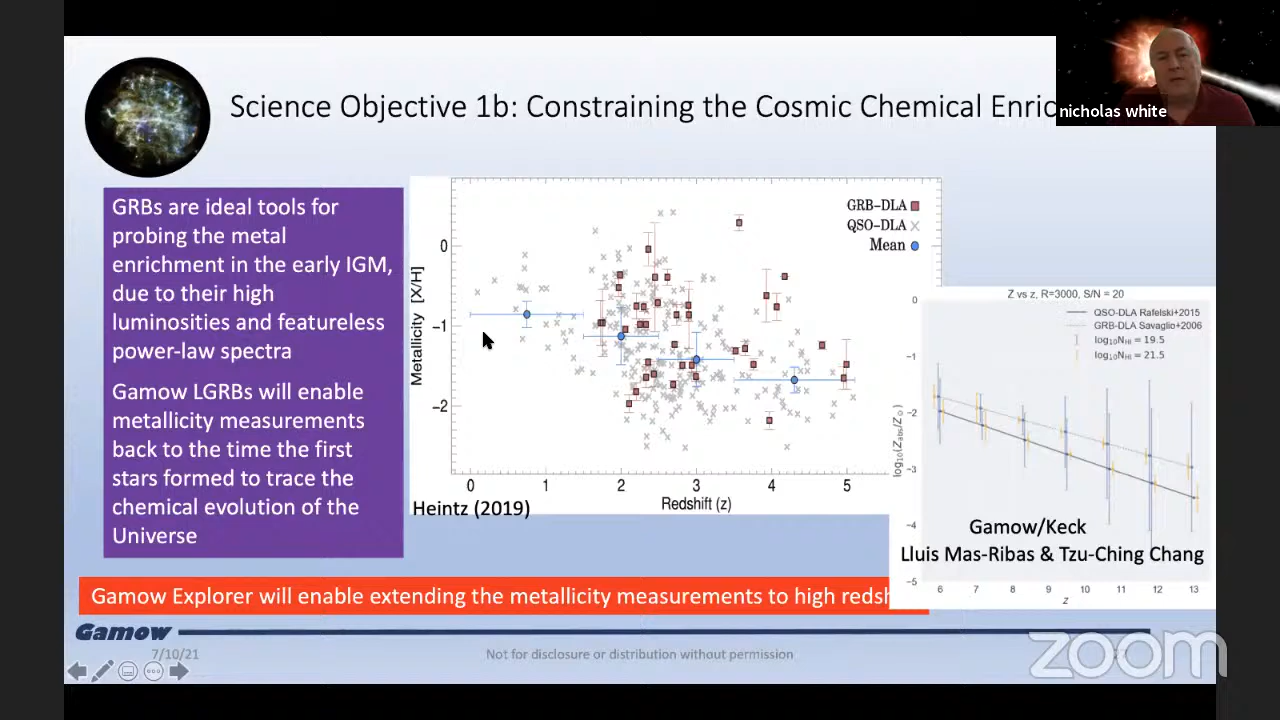 Science Objective 1b: Constraining the Cosmic Chemical Enric
nicholas white
GRBs are ideal tools for
probing the metal
enrichment in the early IGM,
due to their high
luminosities and featureless
power-law spectra
Gamow LGRBs will enable
metallicity measurements
back to the time the first
stars formed to trace the
chemical evolution of the
Universe
GRB-DLA
QSO-DLA
Mean
Metallicity [X/H]
0
-1
-2
0 1 2 3 4 5
Redshift (z)
Heintz (2019)
Z vs z, R=3000, S/N = 20
QSO-DLA Rafelski+2015
GRB-DLA Savaglio+2006
log₁₀N_HI = 19.5
log₁₀N_HI = 21.5
log₁₀(Z_abs/Z_⊙)
0
-1
-2
-3
-4
-5
6 7 8 9 10 11 12 13
z
Gamow/Keck
Lluis Mas-Ribas & Tzu-Ching Chang
Gamow Explorer will enable extending the metallicity measurements to high redsh
Gamow
7/10/21
Not for disclosure or distribution without permission
zoom